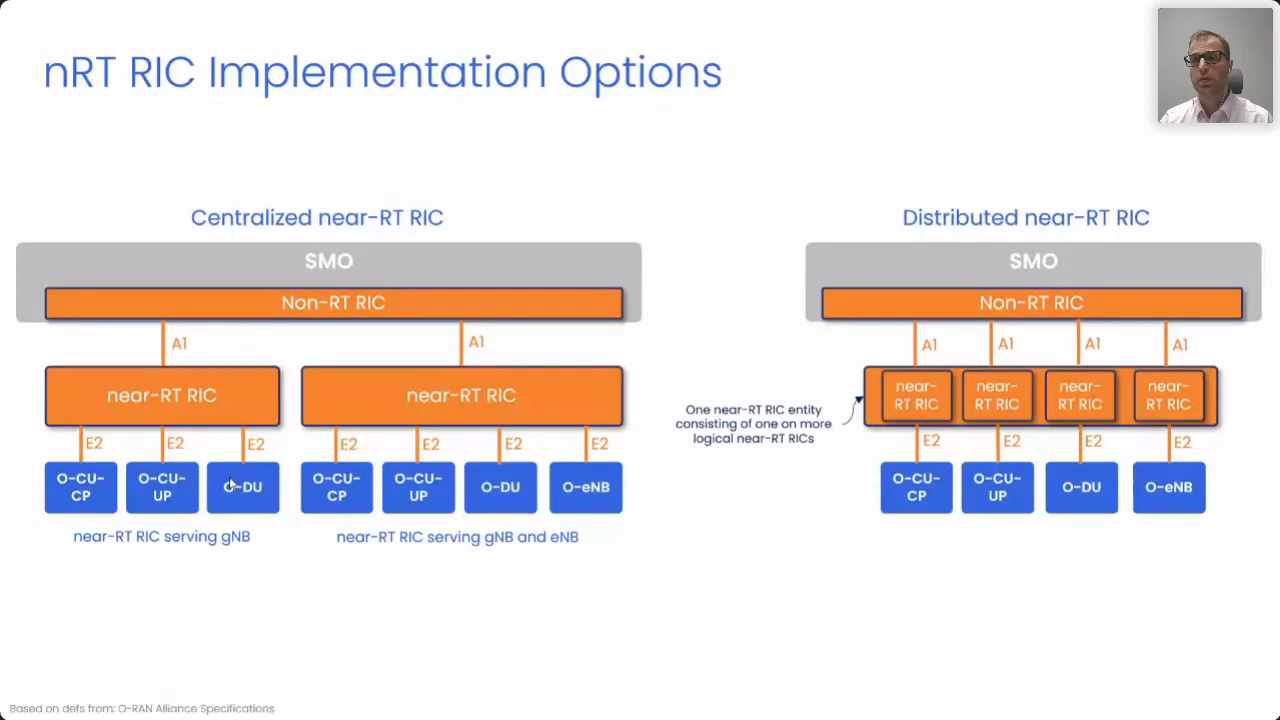 nRT RIC Implementation Options
Centralized near-RT RIC
SMO
Non-RT RIC
A1
A1
near-RT RIC
near-RT RIC
E2
E2
E2
E2
E2
E2
E2
O-CU-
CP
O-CU-
UP
O-DU
O-CU-
CP
O-CU-
UP
O-DU
O-eNB
near-RT RIC serving gNB
near-RT RIC serving gNB and eNB
Distributed near-RT RIC
SMO
Non-RT RIC
A1
A1
A1
A1
near-
RT RIC
near-
RT RIC
near-
RT RIC
near-
RT RIC
One near-RT RIC entity
consisting of one on more
logical near-RT RICs
E2
E2
E2
E2
O-CU-
CP
O-CU-
UP
O-DU
O-eNB
Based on defs from: O-RAN Alliance Specifications